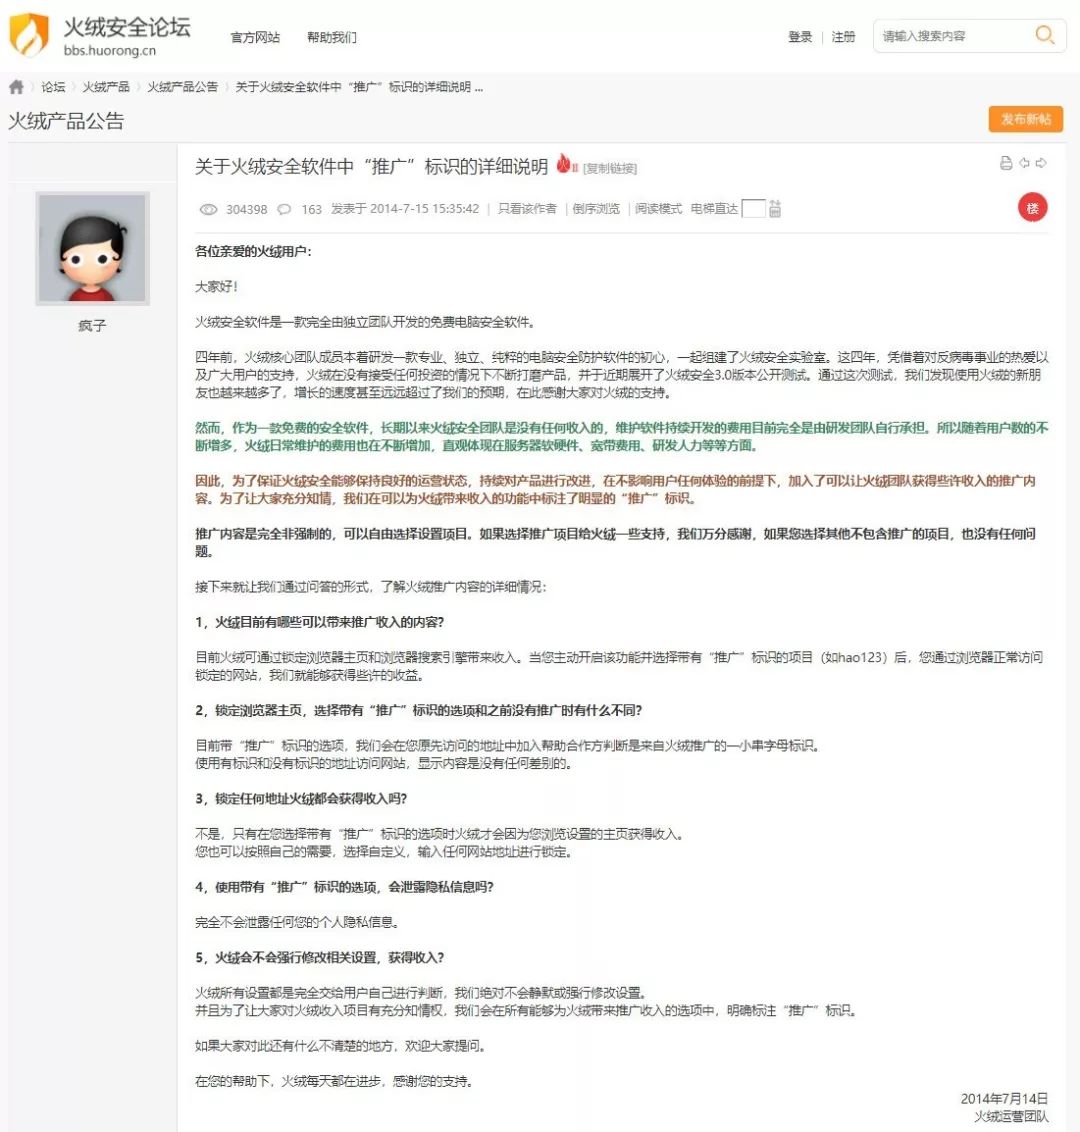 火绒安全论坛
bbs.huorong.cn
官方网站
帮助我们
登录
注册
请输入搜索内容
论坛 火绒产品 火绒产品公告 关于火绒安全软件中“推广”标识的详细说明 ...
火绒产品公告
发布新帖
关于火绒安全软件中“推广”标识的详细说明
[复制链接]
304398 163 发表于 2014-7-15 15:35:42 | 只看该作者 | 倒序浏览 | 阅读模式 电梯直达
楼
疯子
各位亲爱的火绒用户：
大家好！
火绒安全软件是一款完全由独立团队开发的免费电脑安全软件。
四年前，火绒核心团队成员本着研发一款专业、独立、纯粹的电脑安全防护软件的初心，一起组建了火绒安全实验室。这四年，凭借着对反病毒事业的热爱以
及广大用户的支持，火绒在没有接受任何投资的情况下不断打磨产品，并于近期展开了火绒安全3.0版本公开测试。通过这次测试，我们发现使用火绒的新朋
友也越来越多了，增长的速度甚至远远超过了我们的预期，在此感谢大家对火绒的支持。
然而，作为一款免费的安全软件，长期以来火绒安全团队是没有任何收入的，维护软件持续开发的费用目前完全是由研发团队自行承担。所以随着用户数的不
断增多，火绒日常维护的费用也在不断增加，直观体现在服务器软硬件、宽带费用、研发人力等等方面。
因此，为了保证火绒安全能够保持良好的运营状态，持续对产品进行改进，在不影响用户任何体验的前提下，加入了可以让火绒团队获得些许收入的推广内
容。为了让大家充分知情，我们在可以为火绒带来收入的功能中标注了明显的“推广”标识。
推广内容是完全非强制的，可以自由选择设置项目。如果选择推广项目给火绒一些支持，我们万分感谢，如果您选择其他不包含推广的项目，也没有任何问
题。
接下来就让我们通过问答的形式，了解火绒推广内容的详细情况：
1，火绒目前有哪些可以带来推广收入的内容？
目前火绒可通过锁定浏览器主页和浏览器搜索引擎带来收入。当您主动开启该功能并选择带有“推广”标识的项目（如hao123）后，您通过浏览器正常访问
锁定的网站，我们就能够获得些许的收益。
2，锁定浏览器主页，选择带有“推广”标识的选项和之前没有推广时有什么不同？
目前带“推广”标识的选项，我们会在您原先访问的地址中加入帮助合作方判断是来自火绒推广的一小串字母标识。
使用有标识和没有标识的地址访问网站，显示内容是没有任何差别的。
3，锁定任何地址火绒都会获得收入吗？
不是，只有在您选择带有“推广”标识的选项时火绒才会因为您浏览设置的主页获得收入。
您也可以按照自己的需要，选择自定义，输入任何网站地址进行锁定。
4，使用带有“推广”标识的选项，会泄露隐私信息吗？
完全不会泄露任何您的个人隐私信息。
5，火绒会不会强行修改相关设置，获得收入？
火绒所有设置都是完全交给用户自己进行判断，我们绝对不会静默或强行修改设置。
并且为了让大家对火绒收入项目有充分知情权，我们会在所有能够为火绒带来推广收入的选项中，明确标注“推广”标识。
如果大家对此还有什么不清楚的地方，欢迎大家提问。
在您的帮助下，火绒每天都在进步，感谢您的支持。
2014年7月14日
火绒运营团队